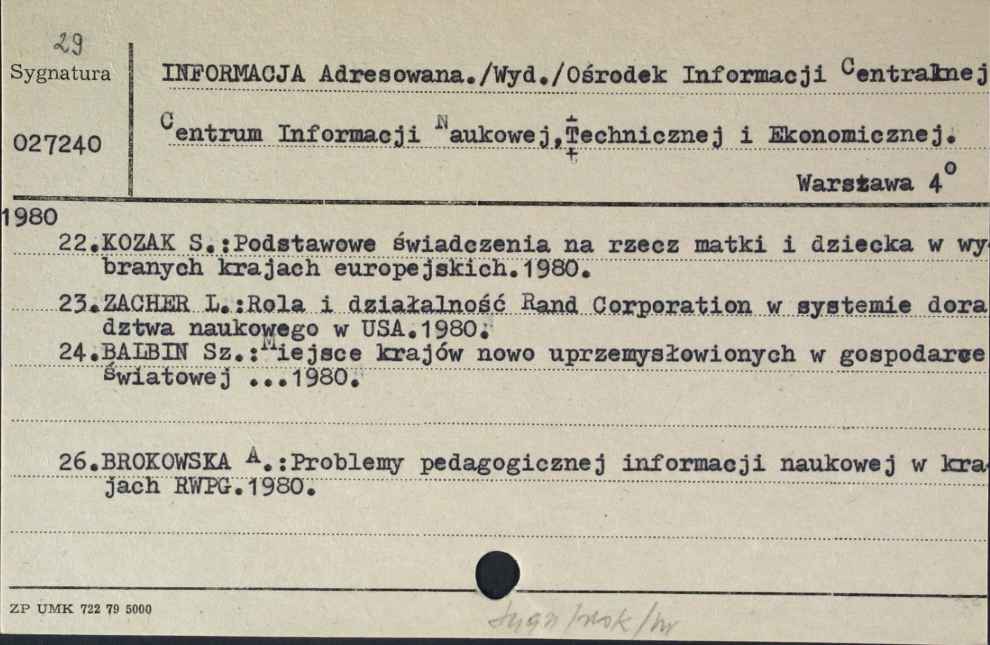 29
Sygnatura
INFORMACJA Adresowana./Wyd./Ośrodek Informacji Centralnej
027240
Centrum Informacji Naukowej,Technicznej i Ekonomicznej.
Warszawa 4°
1980
22.KOZAK S.:Podstawowe świadczenia na rzecz matki i dziecka w wy-
branych krajach europejskich.1980.
23.ZACHER L.:Rola i działalność Rand Corporation w systemie dora
dztwa naukowego w USA.1980.
24.BALBIN Sz.:Miejsce krajów nowo uprzemysłowionych w gospodarce
światowej ...1980.
26.BROKOWSKA A.:Problemy pedagogicznej informacji naukowej w kra-
jach RWPG.1980.
ZP UMK 722 79 5000
sygn/rok/nr